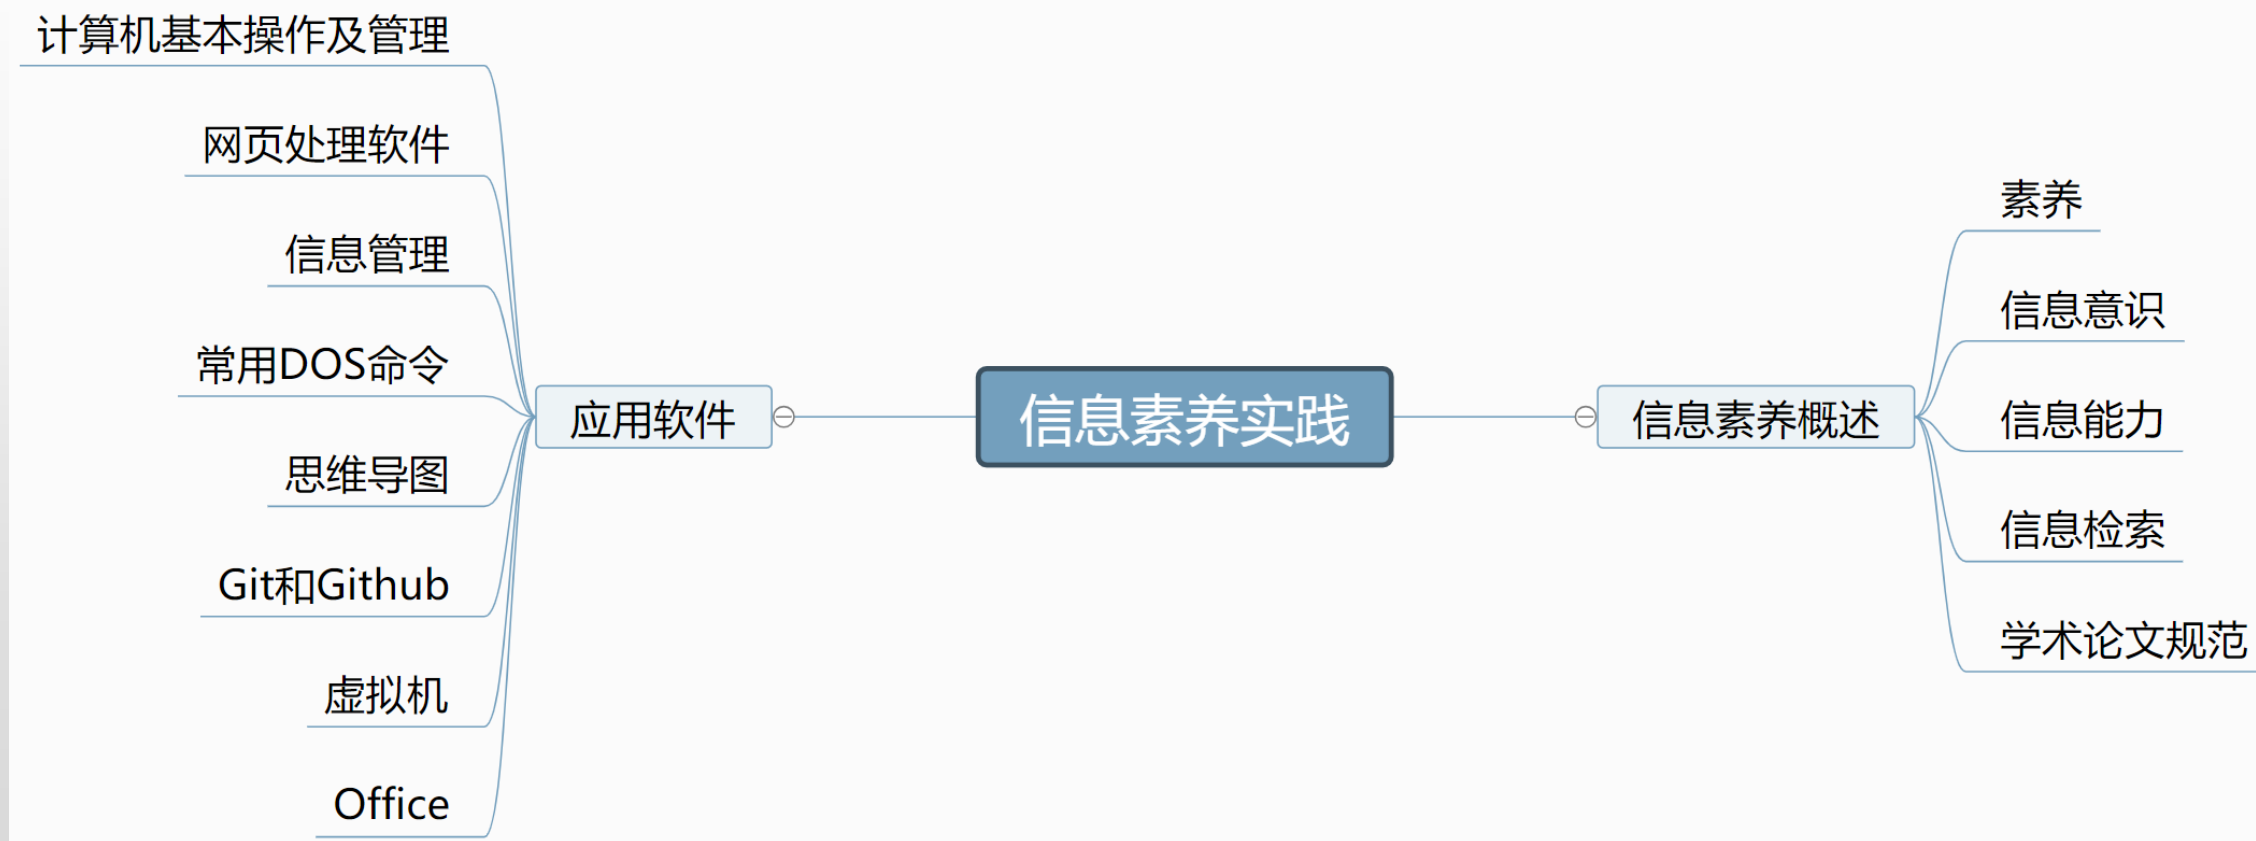 计算机基本操作及管理
网页处理软件
信息管理
常用DOS命令
思维导图
Git和Github
虚拟机
Office
应用软件
信息素养实践
信息素养概述
素养
信息意识
信息能力
信息检索
学术论文规范